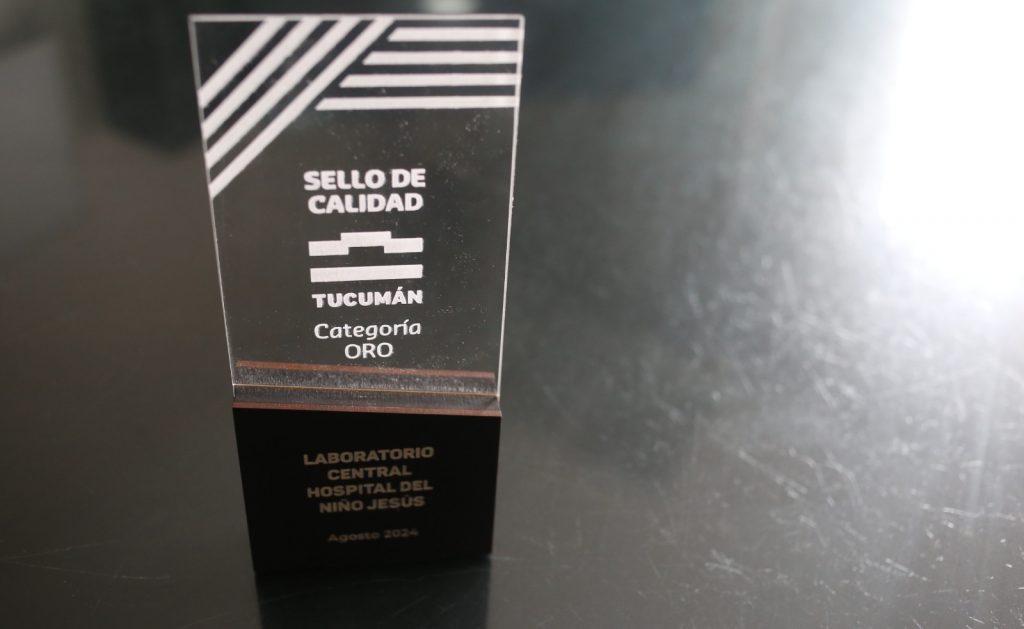 SELLO DE
CALIDAD
TUCUMÁN
Categoría
ORO
LABORATORIO
CENTRAL
HOSPITAL DEL
NIÑO JESÚS
Agosto 2024